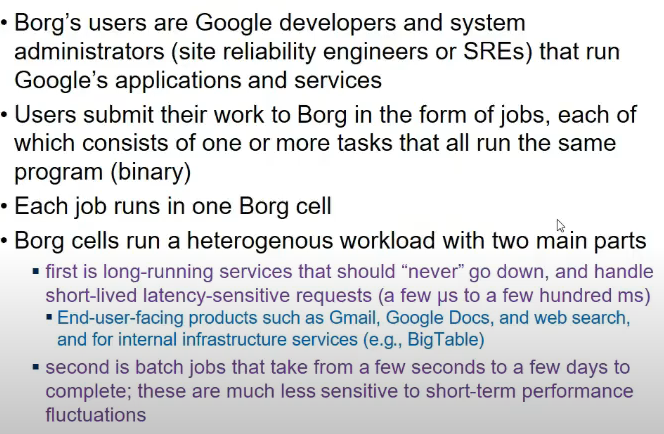 • Borg's users are Google developers and system
administrators (site reliability engineers or SREs) that run
Google's applications and services
• Users submit their work to Borg in the form of jobs, each of
which consists of one or more tasks that all run the same
program (binary)
• Each job runs in one Borg cell
• Borg cells run a heterogenous workload with two main parts
▪ first is long-running services that should “never” go down, and handle
short-lived latency-sensitive requests (a few µs to a few hundred ms)
▪ End-user-facing products such as Gmail, Google Docs, and web search,
and for internal infrastructure services (e.g., BigTable)
▪ second is batch jobs that take from a few seconds to a few days to
complete; these are much less sensitive to short-term performance
fluctuations